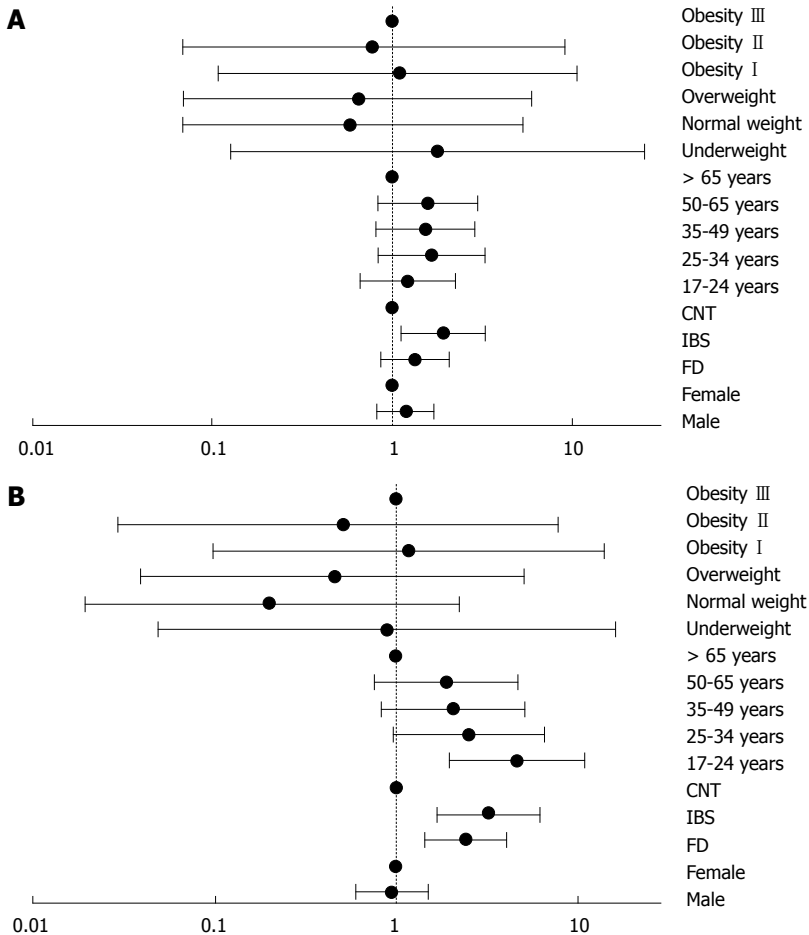 A
Obesity Ⅲ
Obesity Ⅱ
Obesity Ⅰ
Overweight
Normal weight
Underweight
> 65 years
50-65 years
35-49 years
25-34 years
17-24 years
CNT
IBS
FD
Female
Male
0.01 0.1 1 10
B
Obesity Ⅲ
Obesity Ⅱ
Obesity Ⅰ
Overweight
Normal weight
Underweight
> 65 years
50-65 years
35-49 years
25-34 years
17-24 years
CNT
IBS
FD
Female
Male
0.01 0.1 1 10